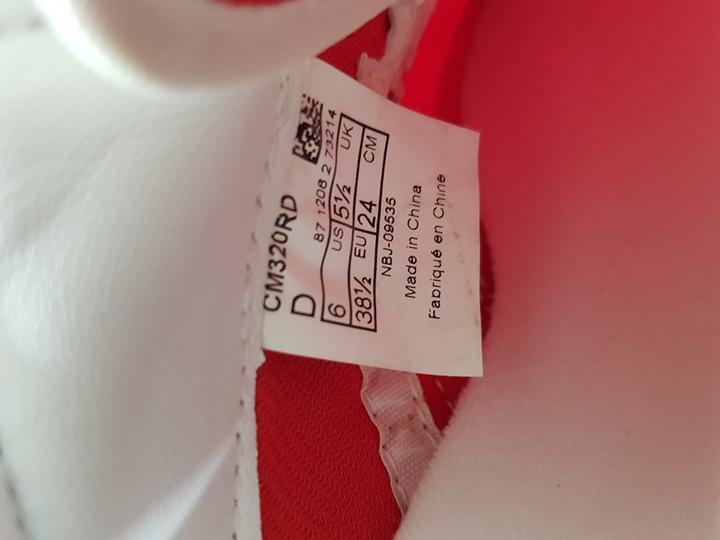 CM320RD
D
87 1208 2 73214
6 US 5½ UK
38½ EU 24 CM
NBJ-09535
Made in China
Fabriqué en Chine